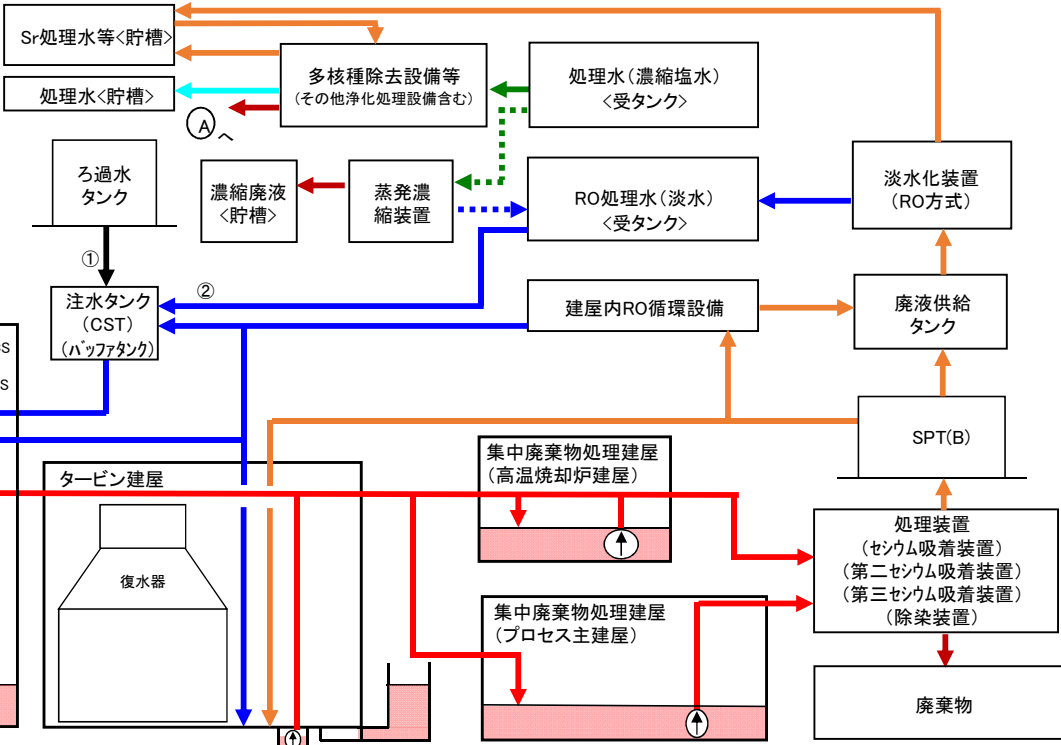 Sr処理水等<貯槽>
処理水<貯槽>
多核種除去設備等
(その他浄化処理設備含む)
Ⓐへ
処理水(濃縮塩水)
<受タンク>
ろ過水
タンク
濃縮廃液
<貯槽>
蒸発濃
縮装置
RO処理水(淡水)
<受タンク>
淡水化装置
(RO方式)
①
②
注水タンク
(CST)
(バッファタンク)
建屋内RO循環設備
廃液供給
タンク
SPT(B)
タービン建屋
復水器
集中廃棄物処理建屋
(高温焼却炉建屋)
集中廃棄物処理建屋
(プロセス主建屋)
処理装置
(セシウム吸着装置)
(第二セシウム吸着装置)
(第三セシウム吸着装置)
(除染装置)
廃棄物